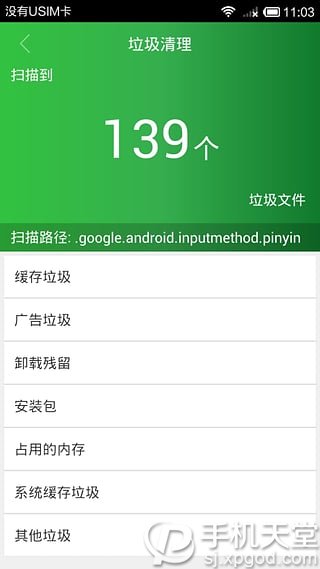 没有USIM卡 11:03
垃圾清理
扫描到
139个
垃圾文件
扫描路径: .google.android.inputmethod.pinyin
缓存垃圾
广告垃圾
卸载残留
安装包
占用的内存
系统缓存垃圾
其他垃圾
手机天堂
sj.xpgod.com